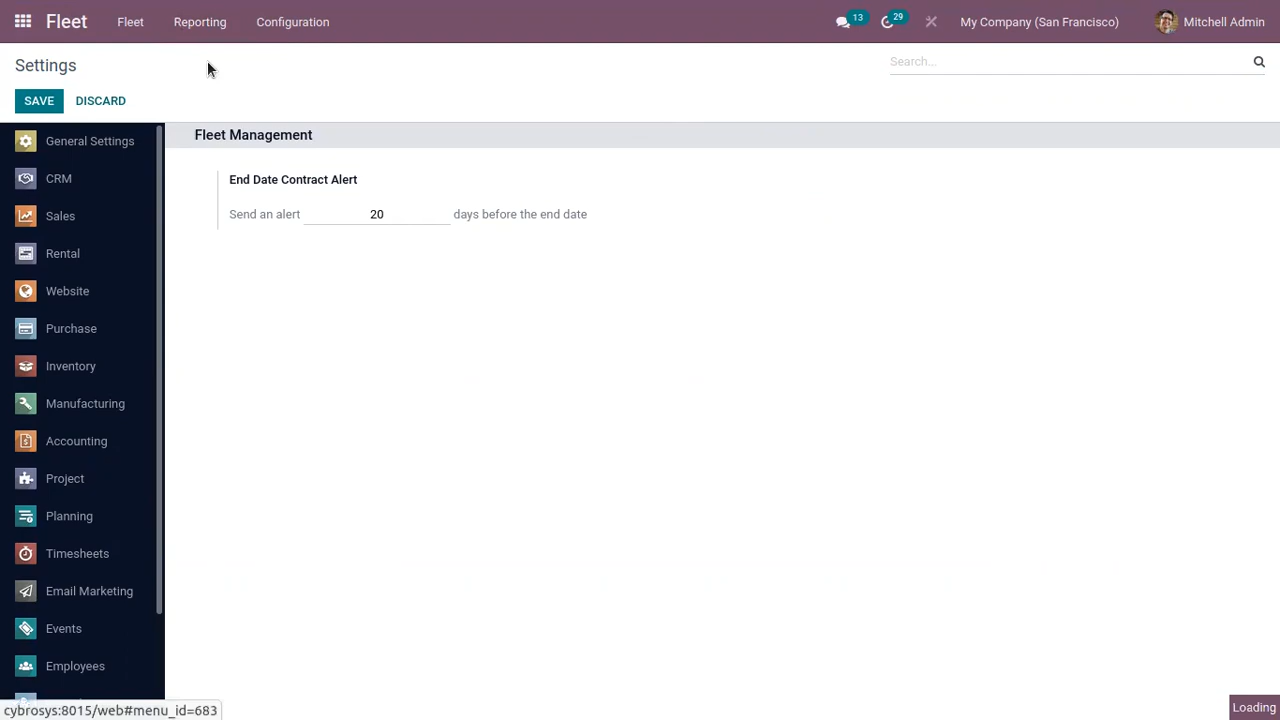 Fleet Fleet Reporting Configuration 13 29 My Company (San Francisco) Mitchell Admin
Settings Search...
SAVE DISCARD
General Settings
CRM
Sales
Rental
Website
Purchase
Inventory
Manufacturing
Accounting
Project
Planning
Timesheets
Email Marketing
Events
Employees
Fleet Management
End Date Contract Alert
Send an alert 20 days before the end date
cybrosys:8015/web#menu_id=683
Loading